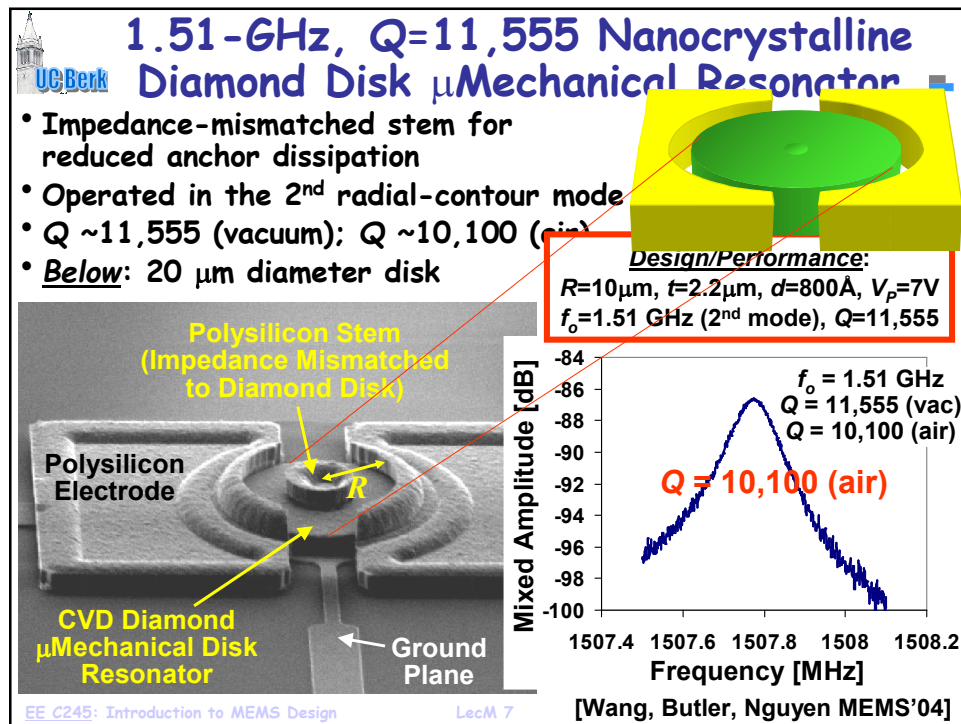 UC Berk
1.51-GHz, Q=11,555 Nanocrystalline
Diamond Disk μMechanical Resonator
• Impedance-mismatched stem for
reduced anchor dissipation
• Operated in the 2nd radial-contour mode
• Q ~11,555 (vacuum); Q ~10,100 (air)
• Below: 20 μm diameter disk
Design/Performance:
R=10μm, t=2.2μm, d=800Å, VP=7V
fo=1.51 GHz (2nd mode), Q=11,555
Polysilicon Stem
(Impedance Mismatched
to Diamond Disk)
Polysilicon
Electrode
R
CVD Diamond
μMechanical Disk
Resonator
Ground
Plane
Mixed Amplitude [dB]
-84
-86
-88
-90
-92
-94
-96
-98
-100
fo = 1.51 GHz
Q = 11,555 (vac)
Q = 10,100 (air)
Q = 10,100 (air)
1507.4 1507.6 1507.8 1508 1508.2
Frequency [MHz]
[Wang, Butler, Nguyen MEMS'04]
EE C245: Introduction to MEMS Design LecM 7